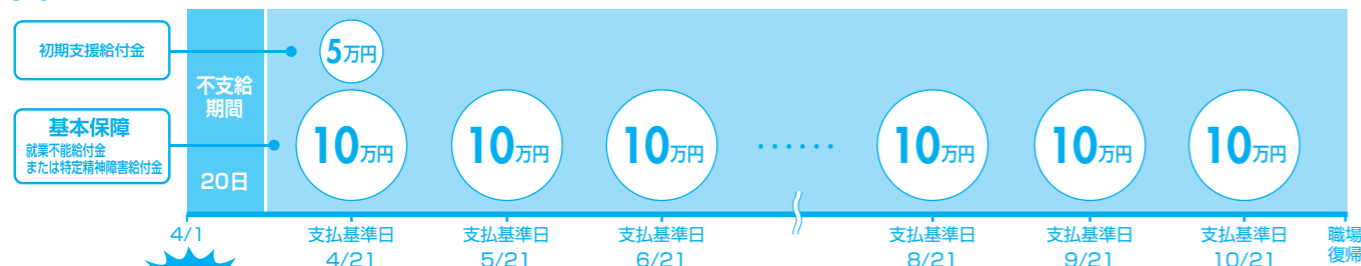 初期支援給付金
5万円
不支給
期間
20日
基本保障
就業不能給付金
または特定精神障害給付金
10万円
10万円
10万円
……
10万円
10万円
10万円
4/1
支払基準日
4/21
支払基準日
5/21
支払基準日
6/21
支払基準日
8/21
支払基準日
9/21
支払基準日
10/21
職場
復帰